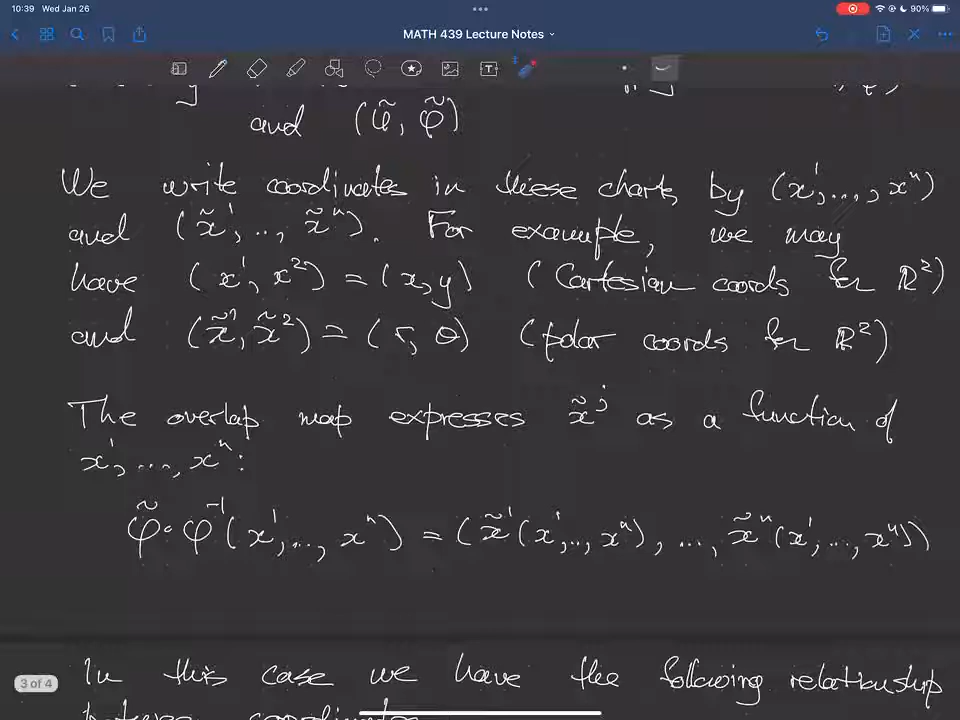 10:39 Wed Jan 26
90%
MATH 439 Lecture Notes
and (Ũ, φ̃)
We write coordinates in these charts by (x¹,...,xⁿ)
and (x̃¹,..,x̃ⁿ). For example, we may
have (x¹,x²)=(x,y) (Cartesian coords for ℝ²)
and (x̃¹,x̃²)=(r,θ) (polar coords for ℝ²)
The overlap map expresses x̃ʲ as a function of
x¹,...,xⁿ:
φ̃∘φ⁻¹(x¹,..,xⁿ) = (x̃¹(x¹,..,xⁿ),...,x̃ⁿ(x¹,...,xⁿ))
In this case we have the following relationship
3 of 4
between coordinates